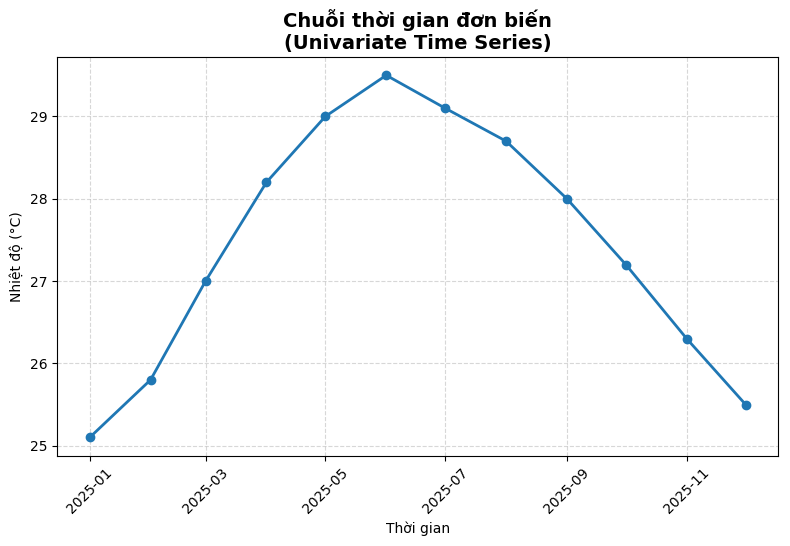 Chuỗi thời gian đơn biến
(Univariate Time Series)
Nhiệt độ (°C)
29
28
27
26
25
2025-01
2025-03
2025-05
2025-07
2025-09
2025-11
Thời gian